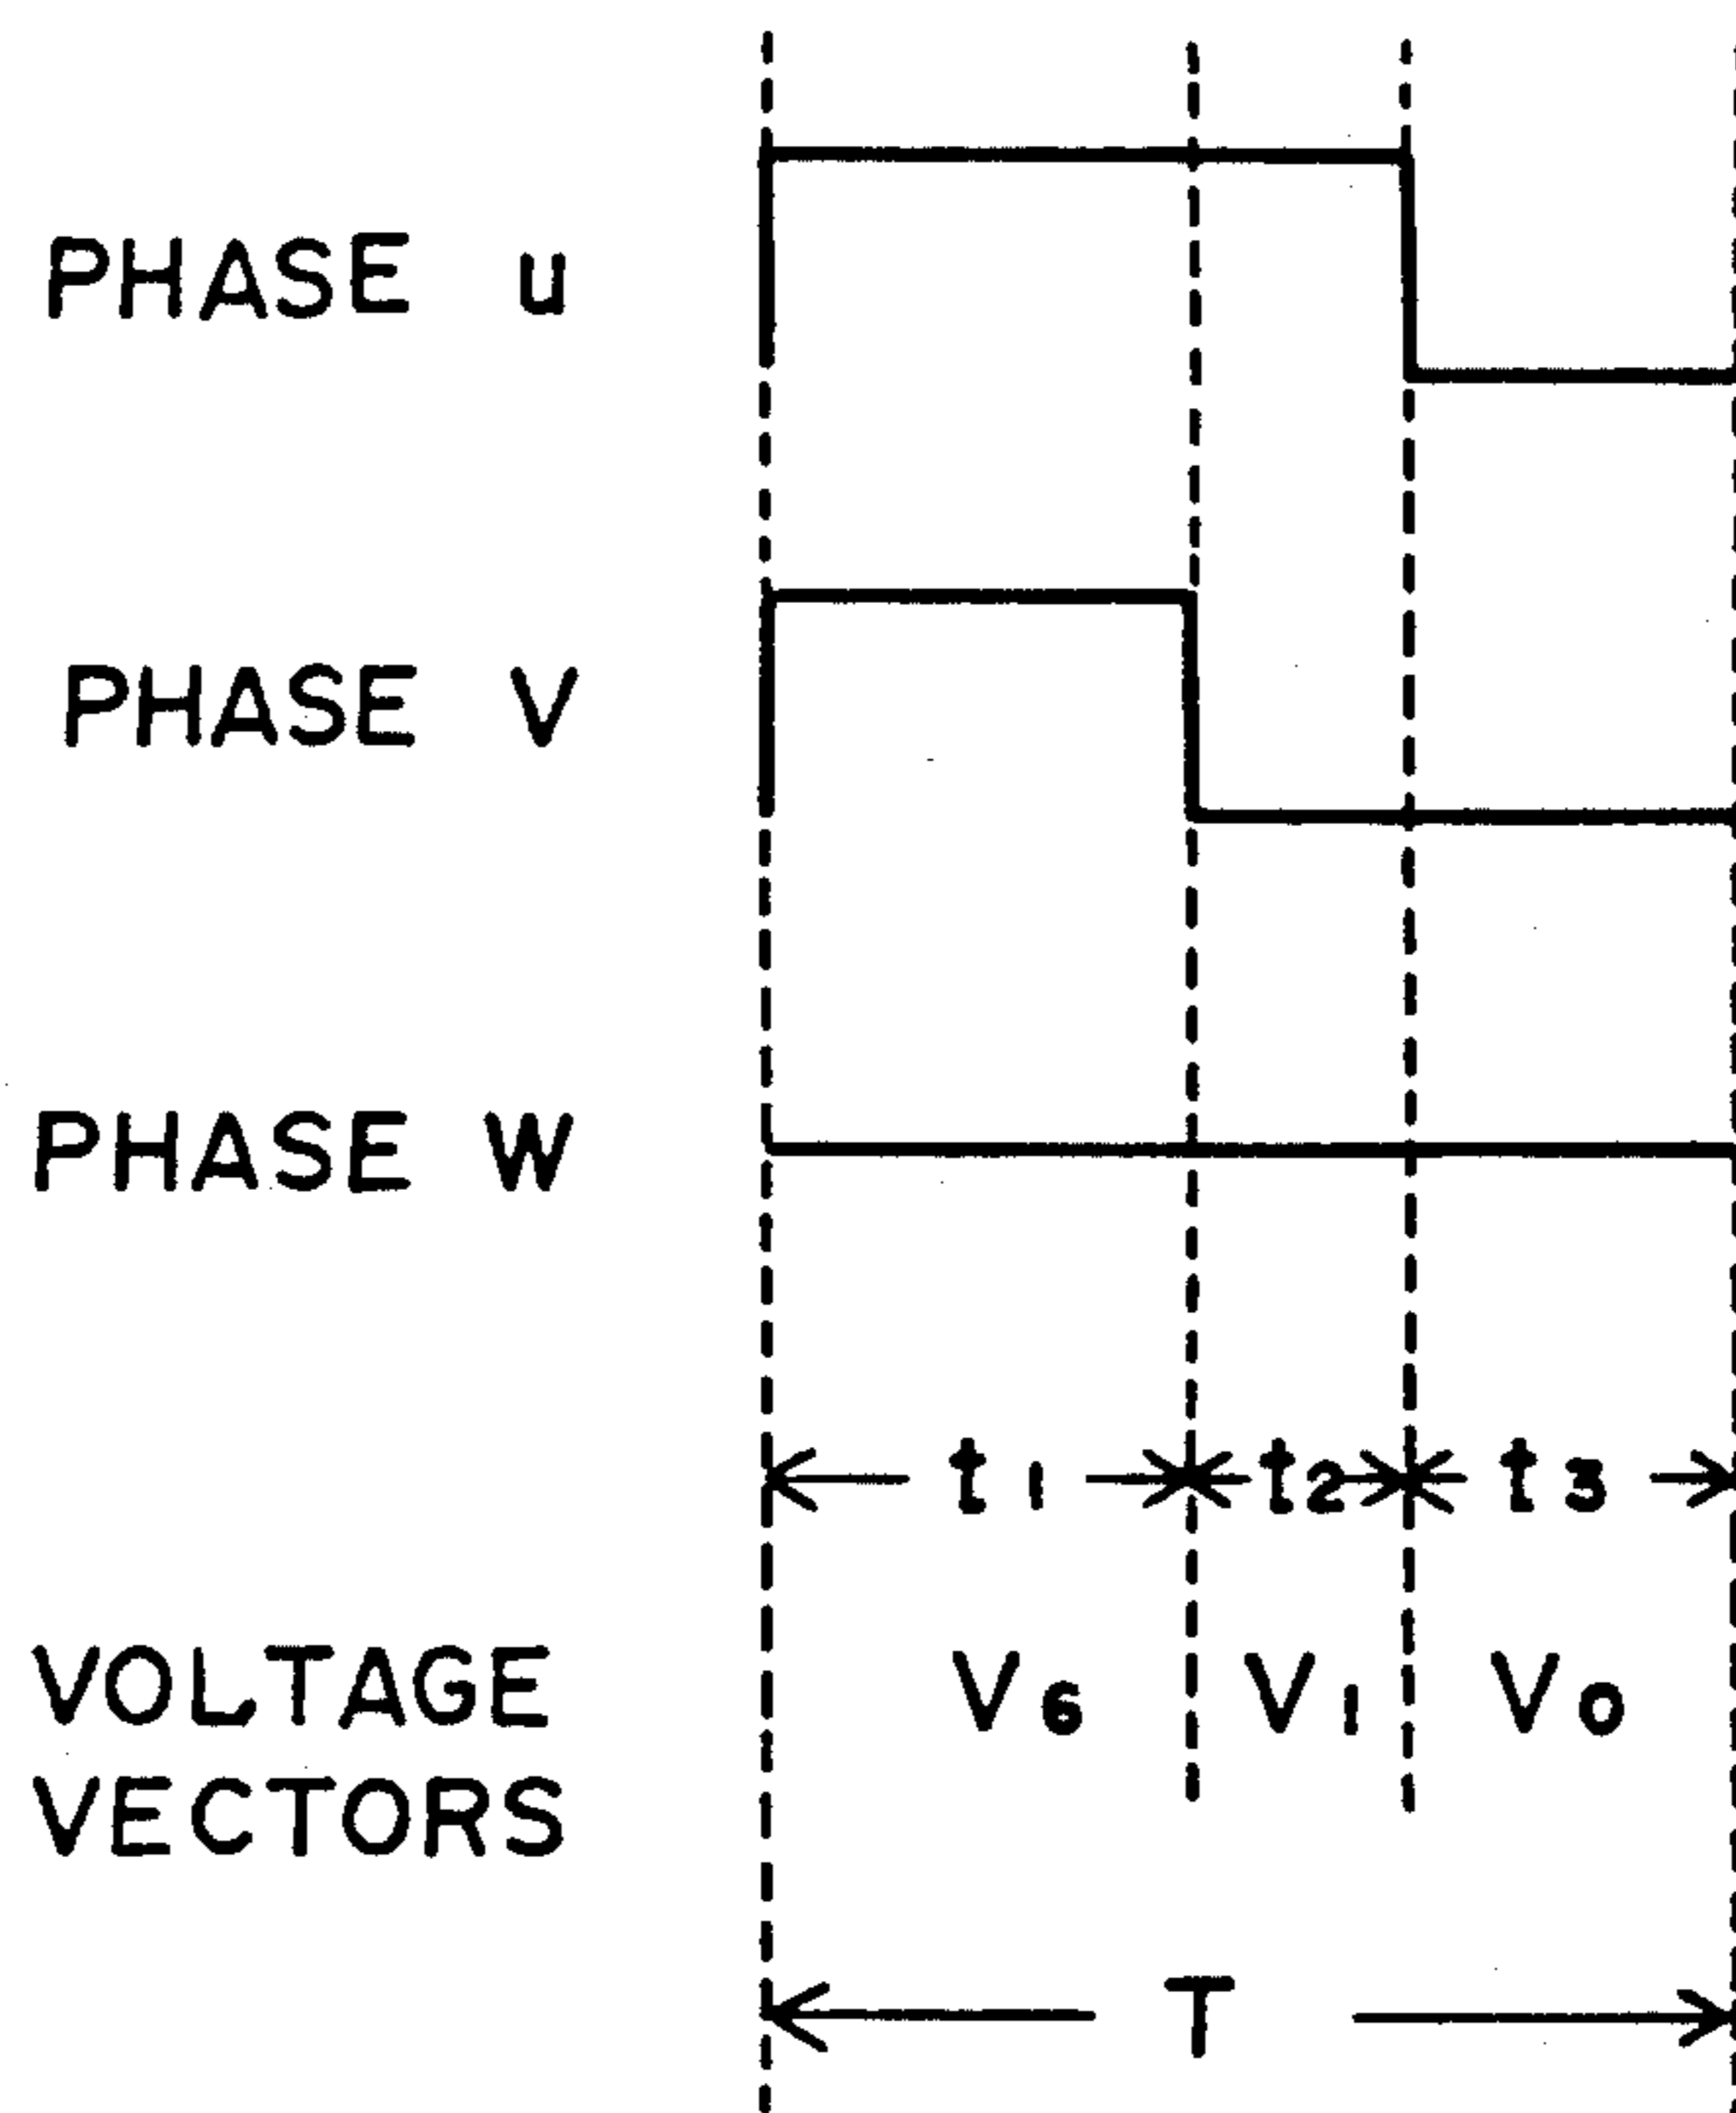 PHASE u
PHASE V
PHASE W
t1 t2 t3
VOLTAGE VECTORS
V6 V1 V0
T